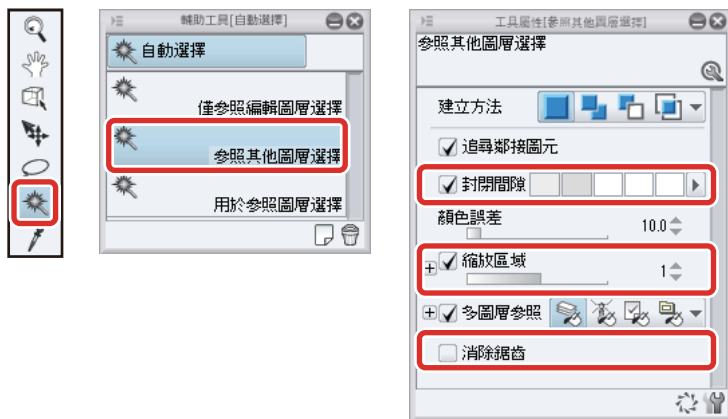 輔助工具[自動選擇]
自動選擇
僅參照編輯圖層選擇
參照其他圖層選擇
用於參照圖層選擇
工具屬性[參照其他圖層選擇]
參照其他圖層選擇
建立方法
追尋鄰接圖元
封閉間隙
顏色誤差 10.0
縮放區域 1
多圖層參照
消除鋸齒